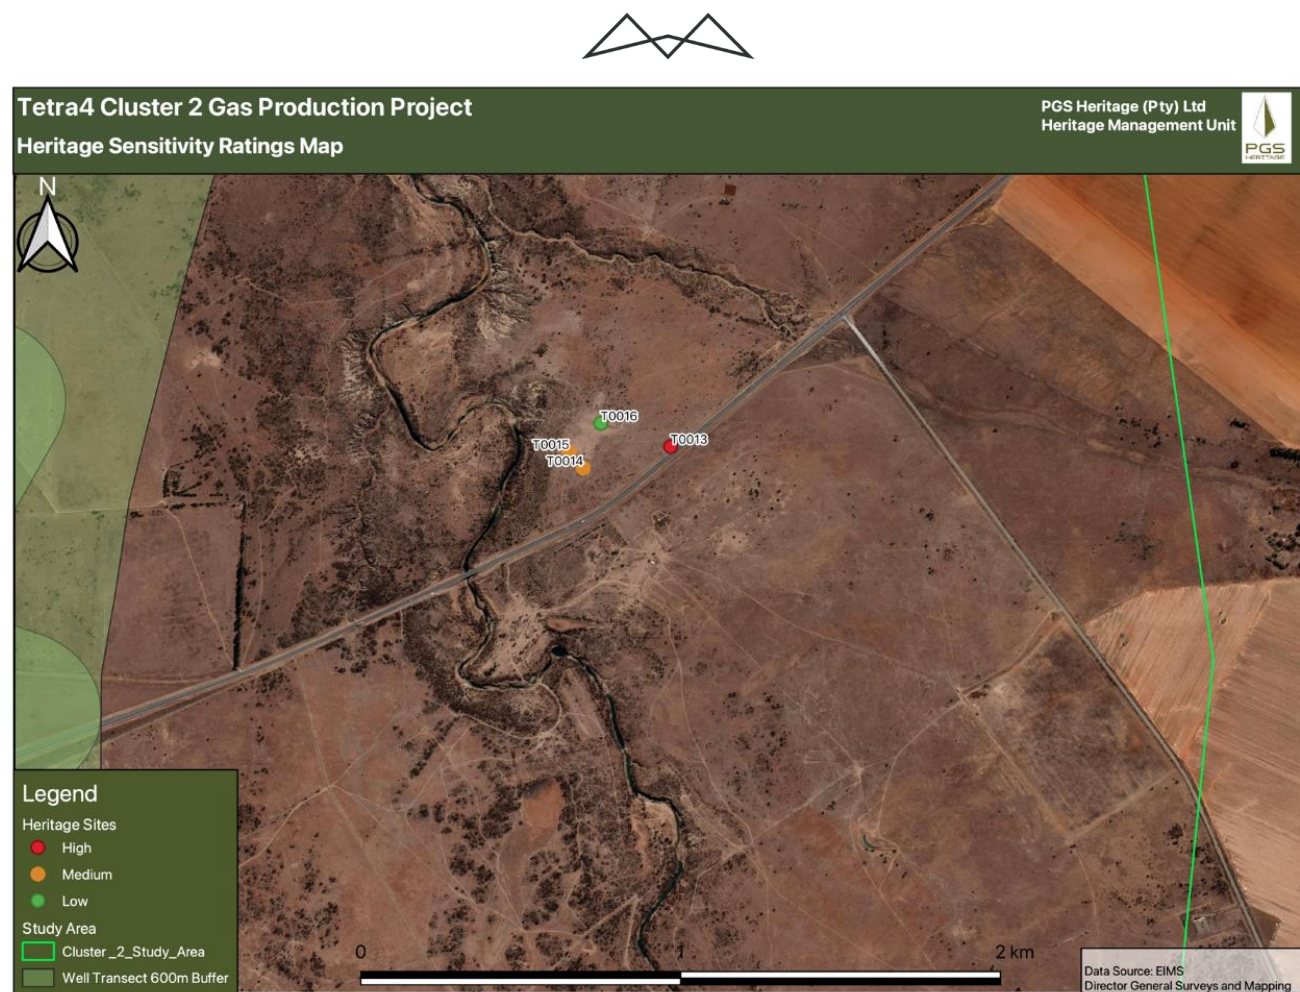 Tetra4 Cluster 2 Gas Production Project
Heritage Sensitivity Ratings Map
PGS Heritage (Pty) Ltd
Heritage Management Unit
PGS
HERITAGE
N
T0016
T0013
T0015
T0014
Legend
Heritage Sites
High
Medium
Low
Study Area
Cluster_2_Study_Area
Well Transect 600m Buffer
0 1 2 km
Data Source: EIMS
Director General Surveys and Mapping